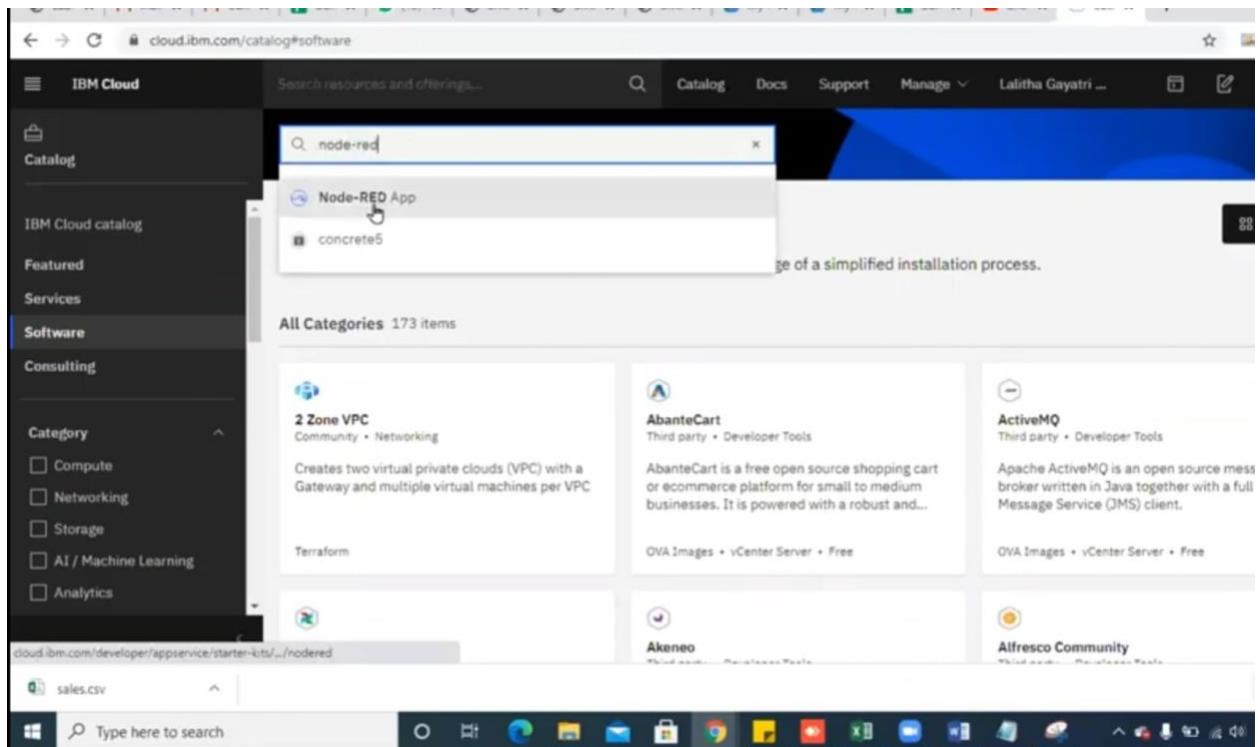 cloud.ibm.com/catalog#software
IBM Cloud
Search resources and offerings...
Catalog
Docs
Support
Manage
Lalitha Gayatri ...
Catalog
node-red
Node-RED App
concrete5
IBM Cloud catalog
Featured
Services
Software
Consulting
ge of a simplified installation process.
All Categories 173 items
2 Zone VPC
Community • Networking
Creates two virtual private clouds (VPC) with a
Gateway and multiple virtual machines per VPC
Terraform
AbanteCart
Third party • Developer Tools
AbanteCart is a free open source shopping cart
or ecommerce platform for small to medium
businesses. It is powered with a robust and...
OVA Images • vCenter Server • Free
ActiveMQ
Third party • Developer Tools
Apache ActiveMQ is an open source mess
broker written in Java together with a full
Message Service (JMS) client.
OVA Images • vCenter Server • Free
Category
Compute
Networking
Storage
AI / Machine Learning
Analytics
Akeneo
Alfresco Community
cloud.ibm.com/developer/appservice/starter-kits/.../nodered
sales.csv
Type here to search